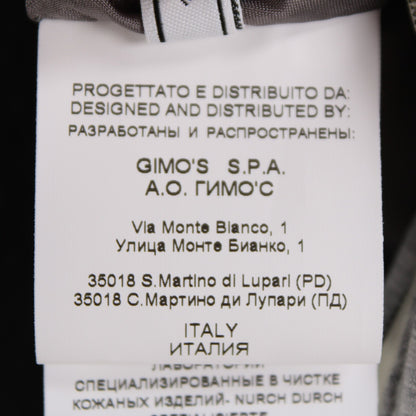 PROGETTATO E DISTRIBUITO DA:
DESIGNED AND DISTRIBUTED BY:
РАЗРАБОТАНЫ И РАСПРОСТРАНЕНЫ:
GIMO'S S.P.A.
А.О. ГИМО'С
Via Monte Bianco, 1
Улица Монте Бианко, 1
35018 S.Martino di Lupari (PD)
35018 С.Мартино ди Лупари (ПД)
ITALY
ИТАЛИЯ
ЛАБОРАТОРИЙ
СПЕЦИАЛИЗИРОВАННЫЕ В ЧИСТКЕ
КОЖАНЫХ ИЗДЕЛИЙ- NURCH DURCH